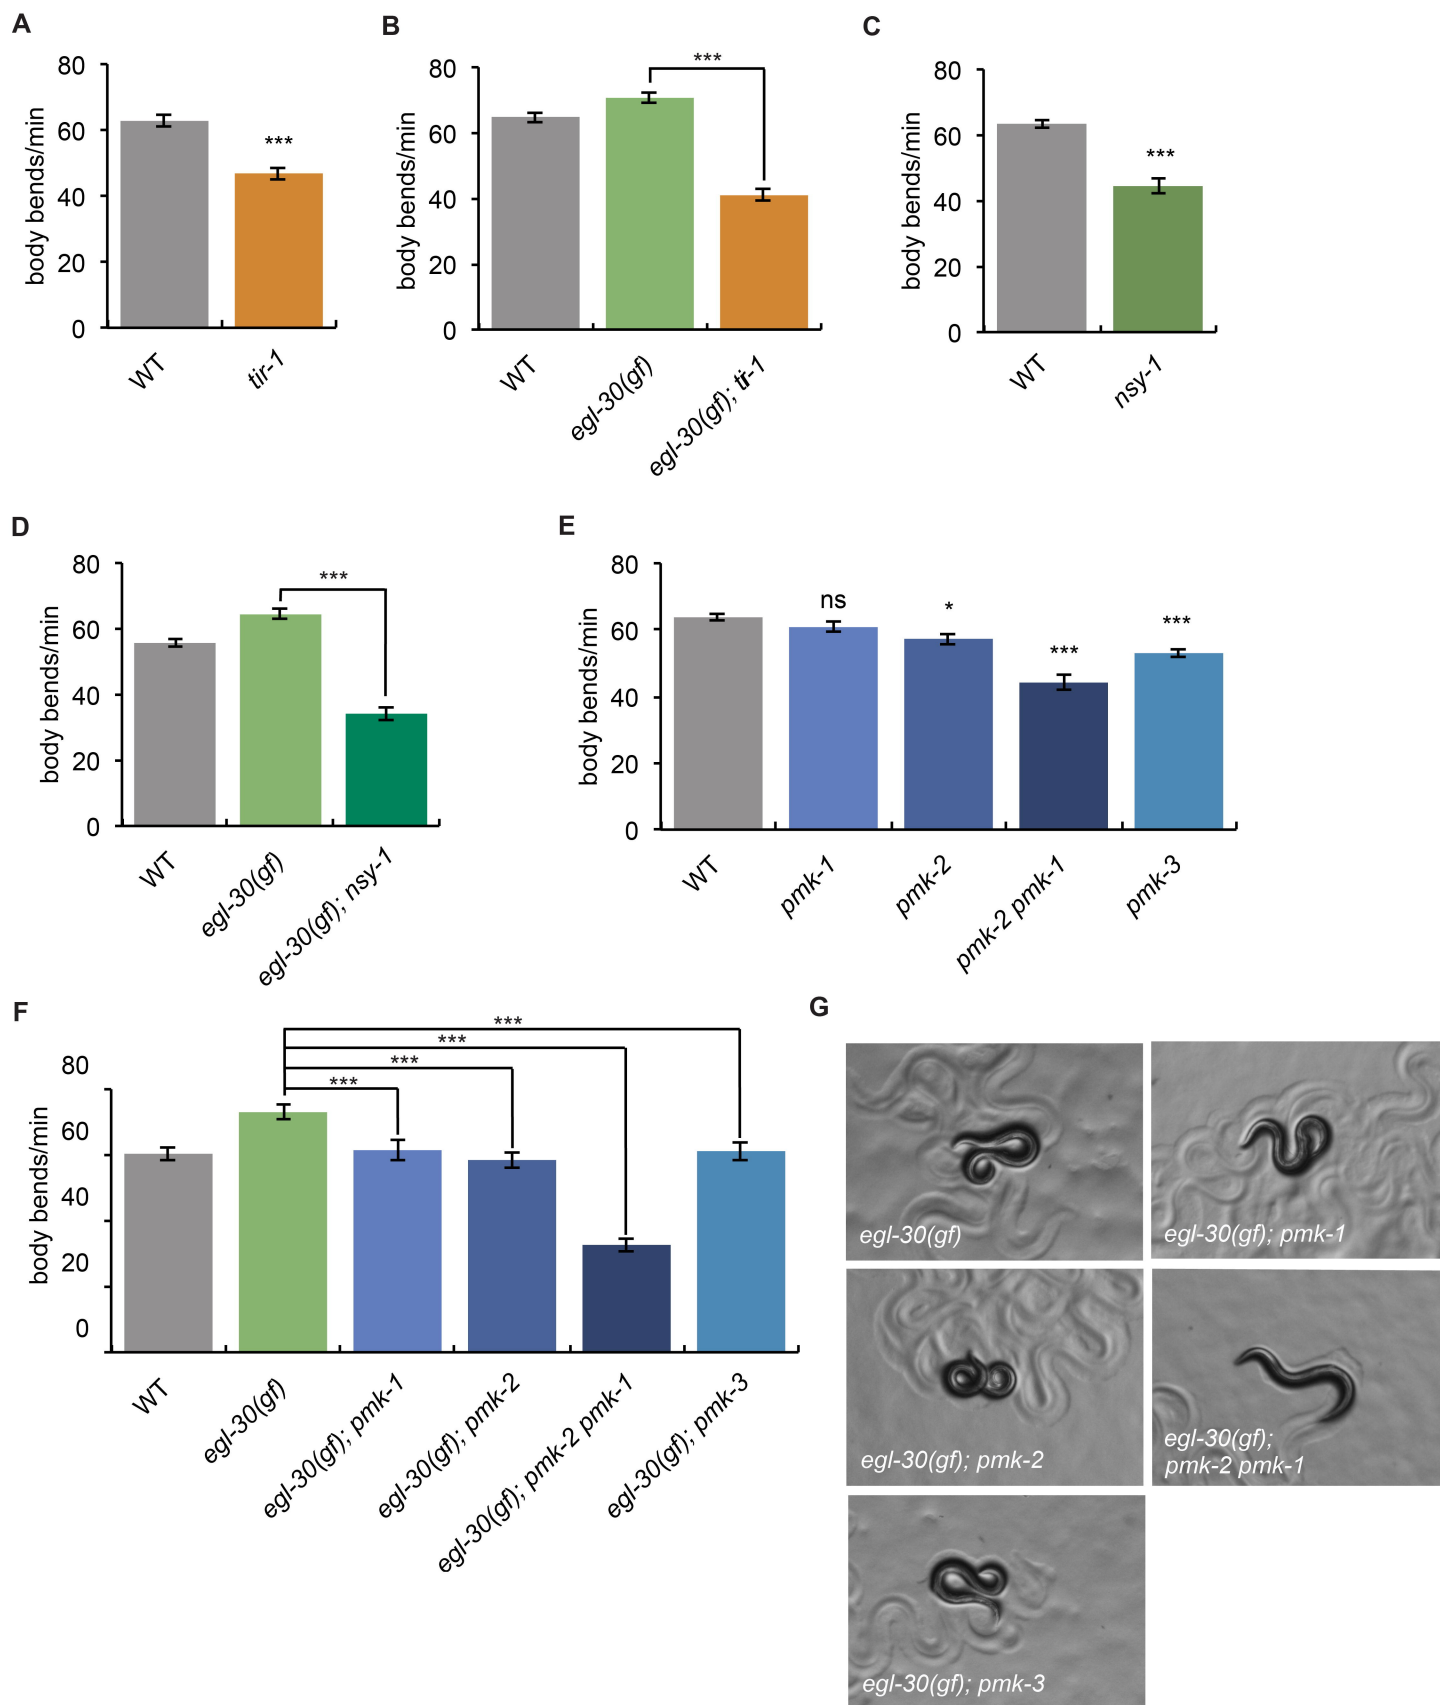 A
80
60
40
20
0
body bends/min
***
WT
tir-1
B
80
60
40
20
0
body bends/min
***
WT
egl-30(gf)
egl-30(gf); tir-1
C
80
60
40
20
0
body bends/min
***
WT
nsy-1
D
80
60
40
20
0
body bends/min
***
WT
egl-30(gf)
egl-30(gf); nsy-1
E
80
60
40
20
0
body bends/min
ns
*
***
***
WT
pmk-1
pmk-2
pmk-2 pmk-1
pmk-3
F
80
60
40
20
0
body bends/min
***
***
***
***
WT
egl-30(gf)
egl-30(gf); pmk-1
egl-30(gf); pmk-2
egl-30(gf); pmk-2 pmk-1
egl-30(gf); pmk-3
G
egl-30(gf)
egl-30(gf); pmk-1
egl-30(gf); pmk-2
egl-30(gf);
pmk-2 pmk-1
egl-30(gf); pmk-3